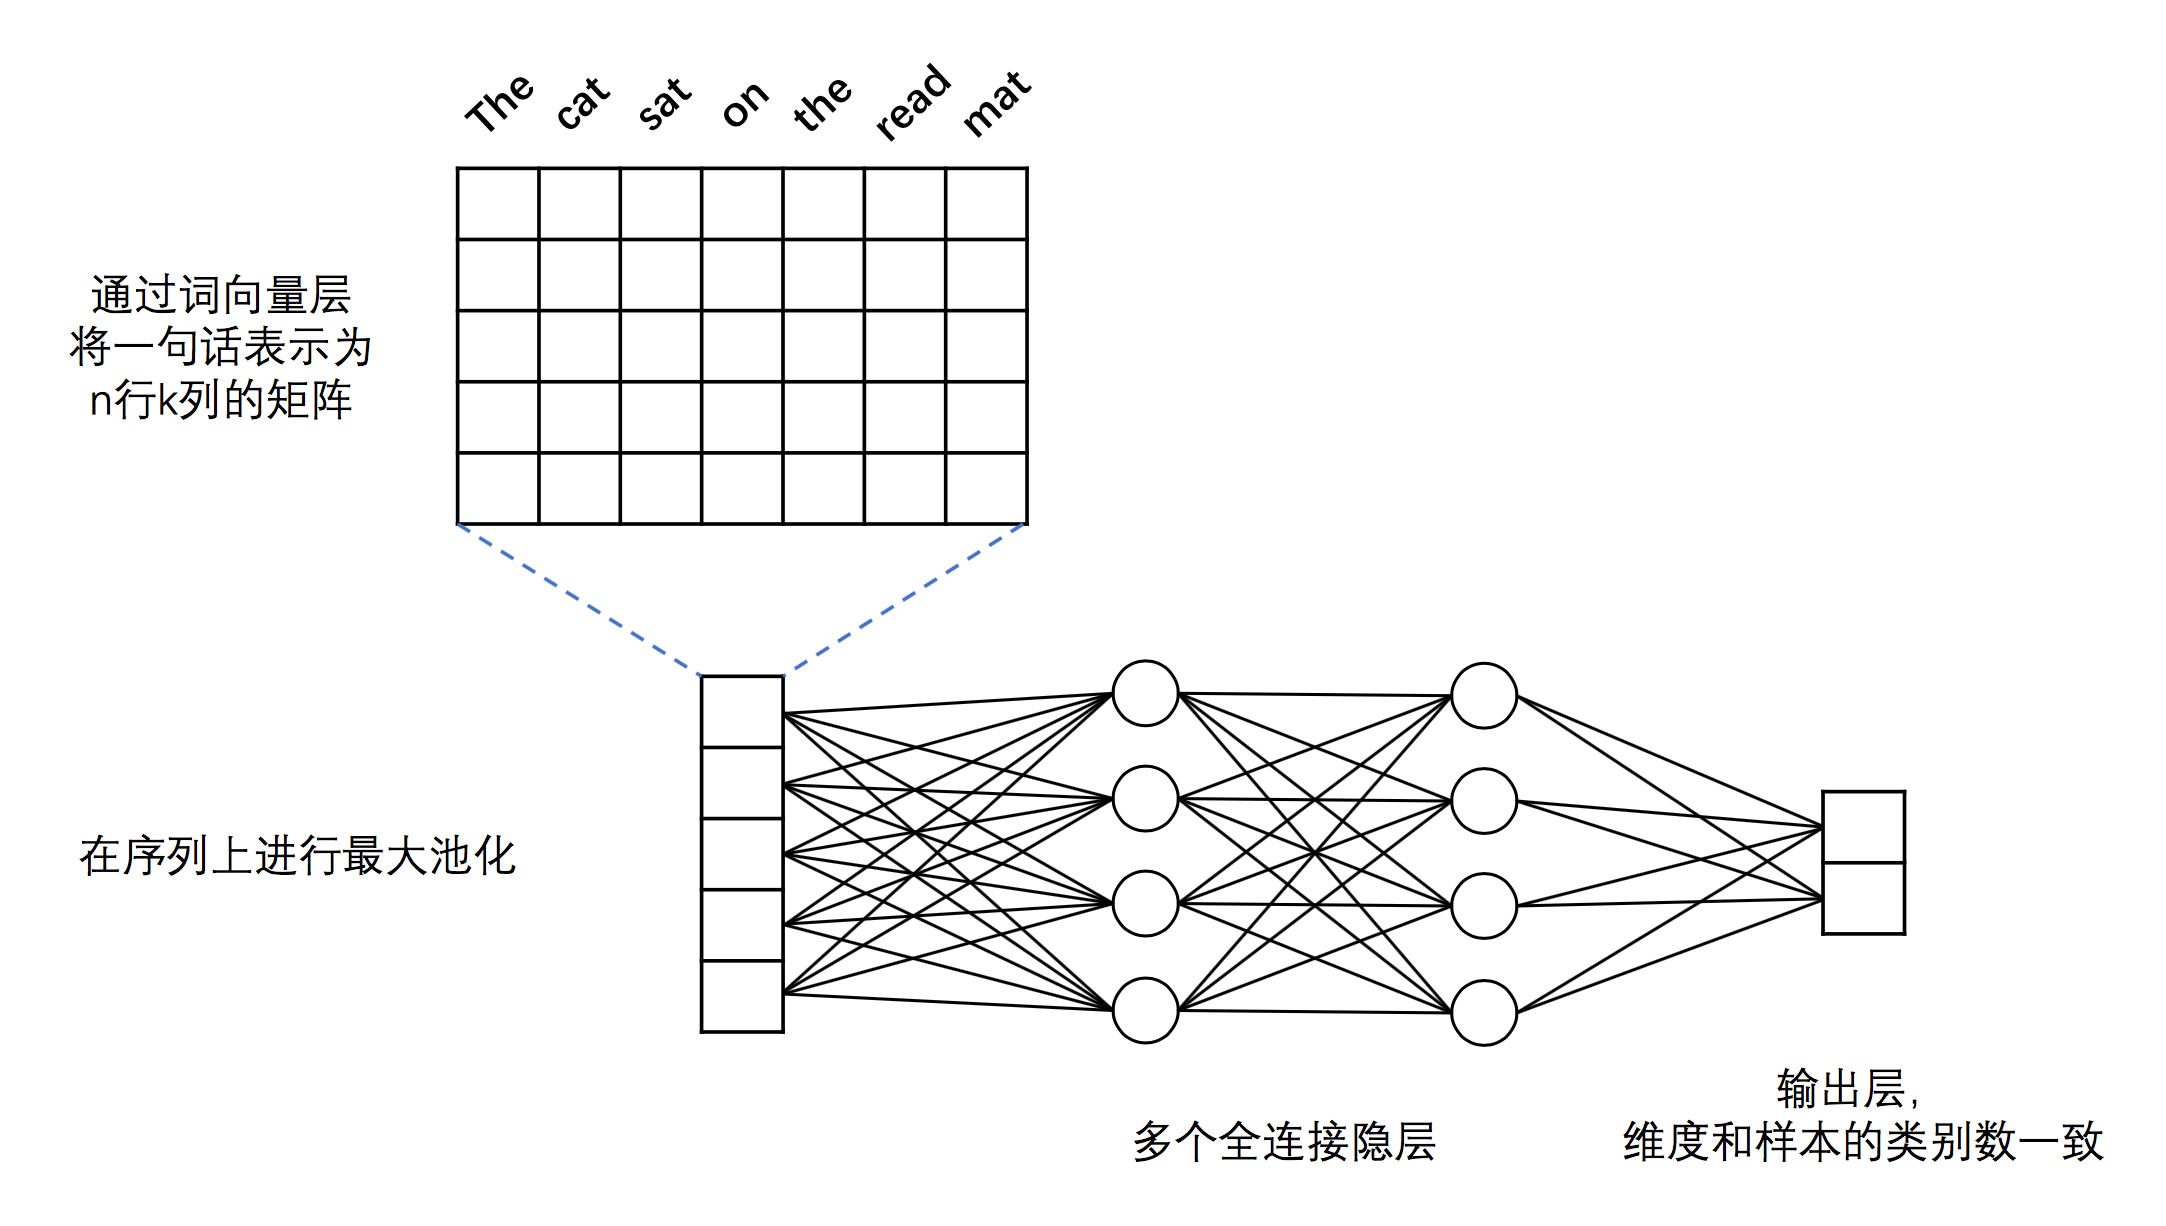 The cat sat on the read mat
通过词向量层
将一句话表示为
n行k列的矩阵
在序列上进行最大池化
多个全连接隐层
输出层,
维度和样本的类别数一致